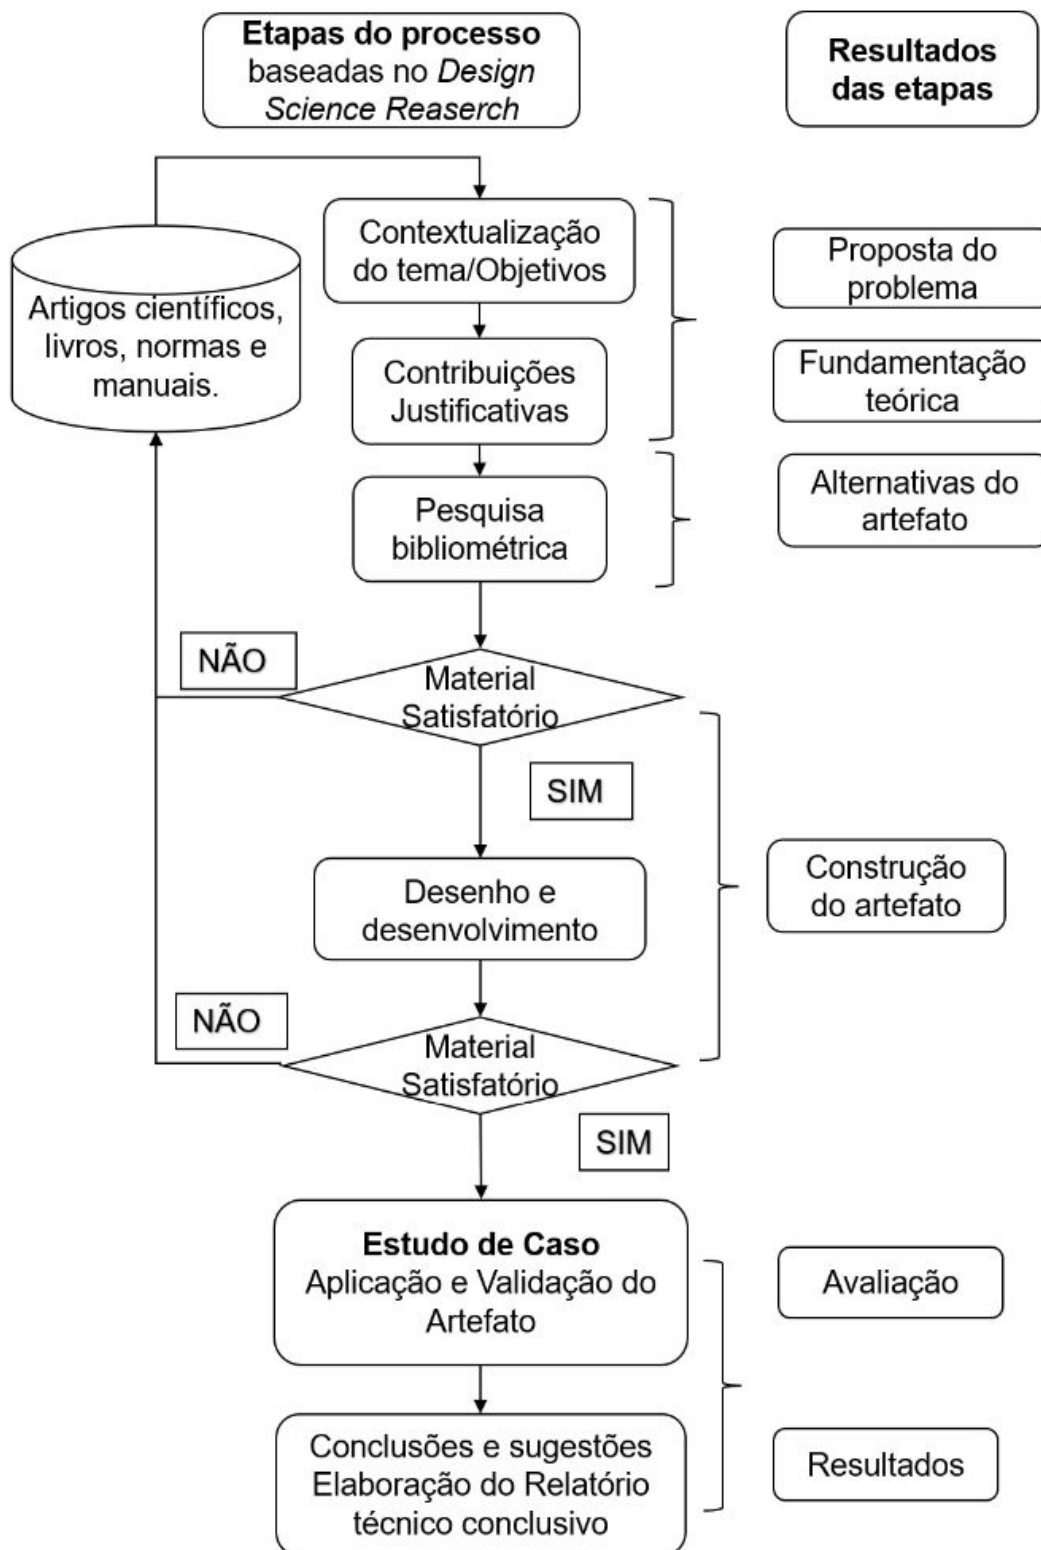 Etapas do processo
baseadas no Design
Science Reaserch
Resultados
das etapas
Contextualização
do tema/Objetivos
Proposta do
problema
Artigos científicos,
livros, normas e
manuais.
Contribuições
Justificativas
Fundamentação
teórica
Pesquisa
bibliométrica
Alternativas do
artefato
NÃO
Material
Satisfatório
SIM
Desenho e
desenvolvimento
Construção
do artefato
NÃO
Material
Satisfatório
SIM
Estudo de Caso
Aplicação e Validação do
Artefato
Avaliação
Conclusões e sugestões
Elaboração do Relatório
técnico conclusivo
Resultados